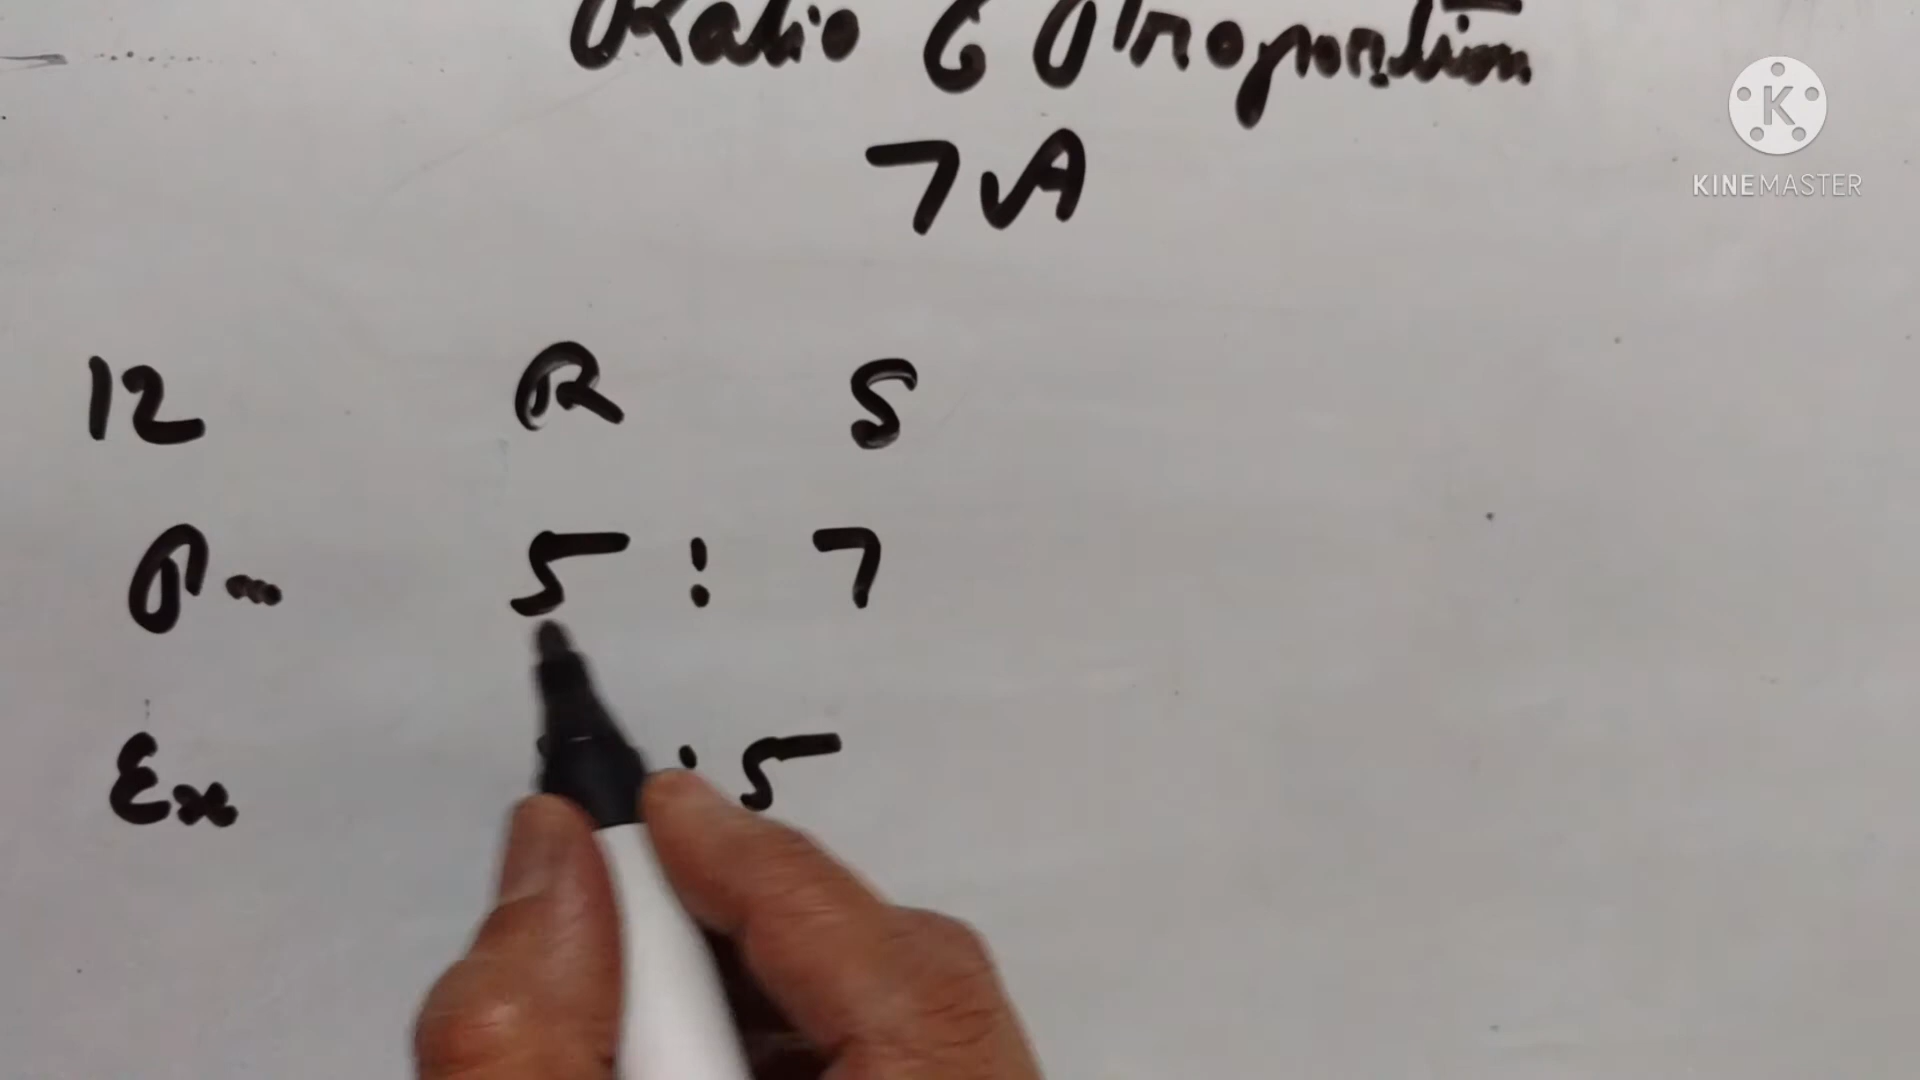 Ratio & Proportion
7A
K
KINEMASTER
12 R S
P 5 : 7
Ex : 5